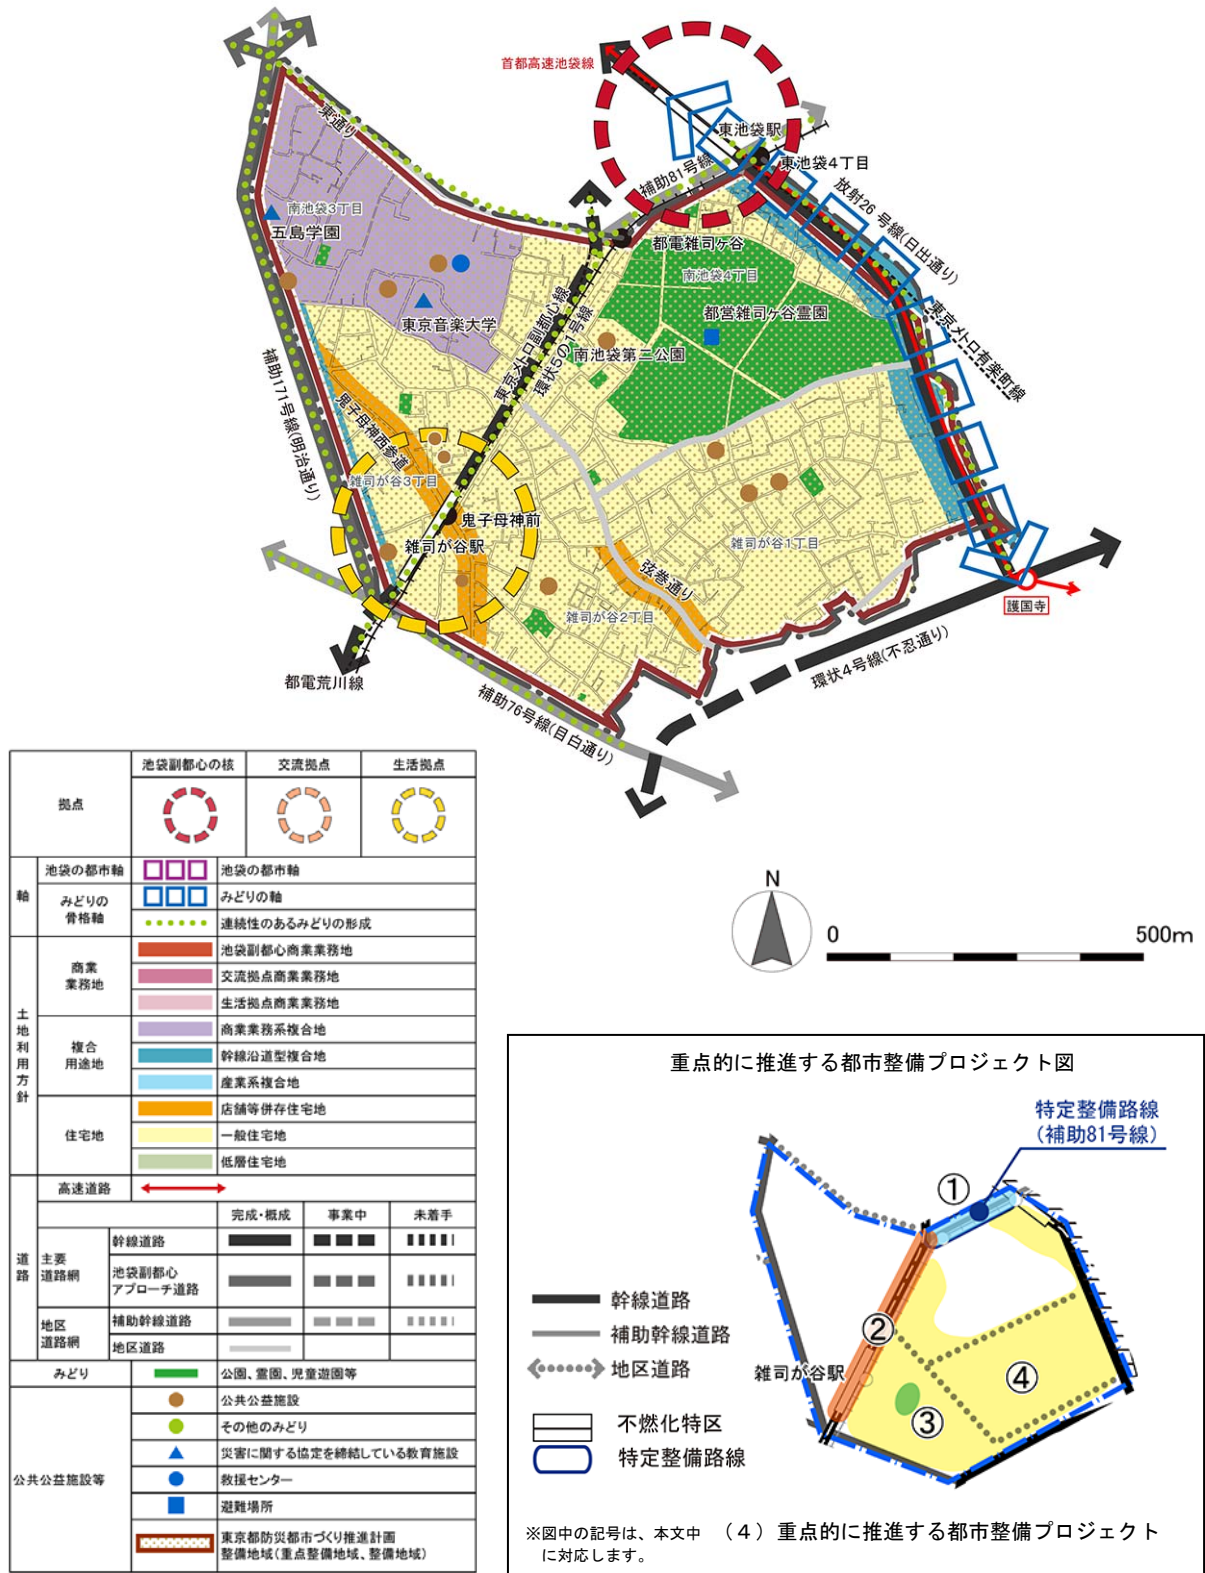 首都高速池袋線
東池袋駅
東池袋4丁目
東通り
補助81号線
放射26 号線(日出通り)
南池袋3丁目
五島学園
都電雑司ヶ谷
南池袋4丁目
都営雑司ヶ谷霊園
東京音楽大学
東京メトロ副都心線
環状5の1号線
南池袋第二公園
東京メトロ有楽町線
補助171号線(明治通り)
鬼子母神西参道
雑司が谷3丁目
鬼子母神前
雑司が谷駅
雑司が谷1丁目
弦巻通り
雑司が谷2丁目
護国寺
環状4号線(不忍通り)
都電荒川線
補助76号線(目白通り)
拠点
池袋副都心の核
交流拠点
生活拠点
軸
池袋の都市軸
池袋の都市軸
みどりの
骨格軸
みどりの軸
連続性のあるみどりの形成
土地利用方針
商業
業務地
池袋副都心商業業務地
交流拠点商業業務地
生活拠点商業業務地
複合
用途地
商業業務系複合地
幹線沿道型複合地
産業系複合地
住宅地
店舗等併存住宅地
一般住宅地
低層住宅地
道路
高速道路
完成・概成
事業中
未着手
主要
道路網
幹線道路
池袋副都心
アプローチ道路
地区
道路網
補助幹線道路
地区道路
みどり
公園、霊園、児童遊園等
公共公益施設等
公共公益施設
その他のみどり
災害に関する協定を締結している教育施設
救援センター
避難場所
東京都防災都市づくり推進計画
整備地域(重点整備地域、整備地域)
N
0
500m
重点的に推進する都市整備プロジェクト図
特定整備路線
(補助81号線)
①
②
③
④
雑司が谷駅
幹線道路
補助幹線道路
地区道路
不燃化特区
特定整備路線
※図中の記号は、本文中 （４）重点的に推進する都市整備プロジェクト
に対応します。